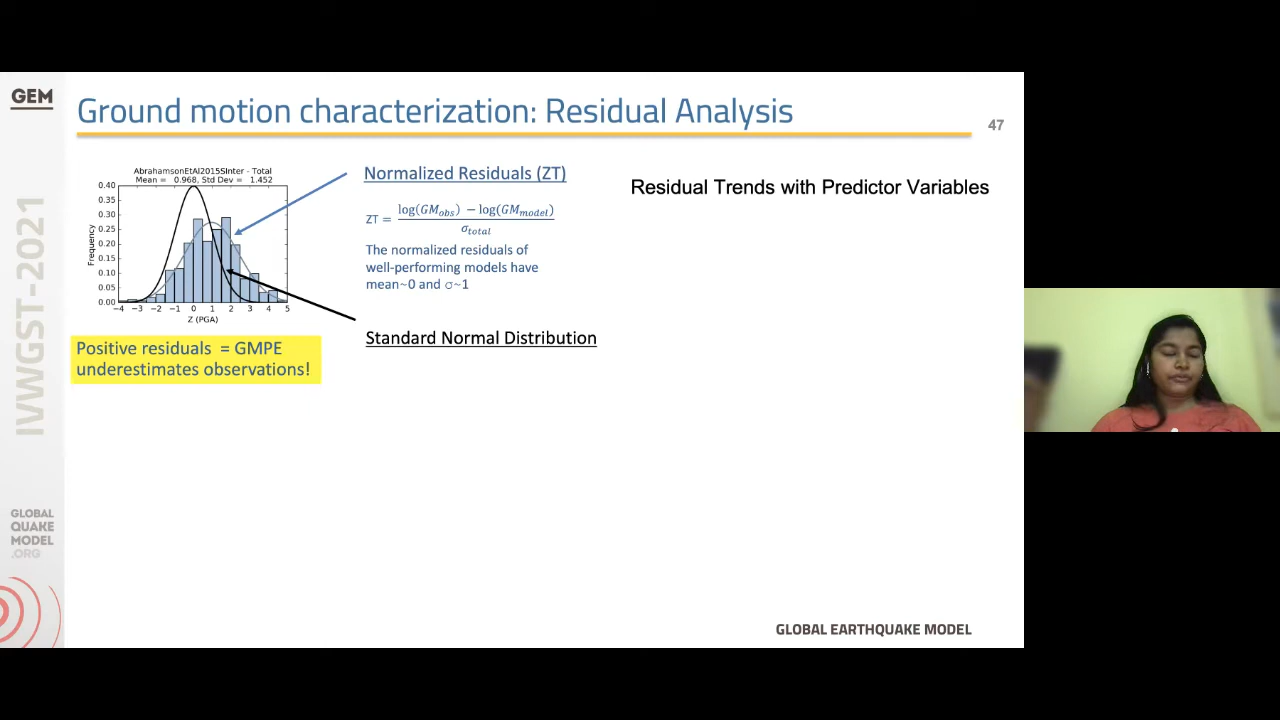 GEM
Ground motion characterization: Residual Analysis
47
IVWGST-2021
AbrahamsonEtAl2015SInter - Total
Mean = 0.968, Std Dev = 1.452
0.40
0.35
0.30
0.25
0.20
0.15
0.10
0.05
0.00
Frequency
−4 −3 −2 −1 0 1 2 3 4 5
Z (PGA)
Normalized Residuals (ZT)
ZT = log(GM_obs) − log(GM_model) / σ_total
The normalized residuals of
well-performing models have
mean~0 and σ~1
Standard Normal Distribution
Positive residuals = GMPE
underestimates observations!
Residual Trends with Predictor Variables
GLOBAL
QUAKE
MODEL
.ORG
GLOBAL EARTHQUAKE MODEL